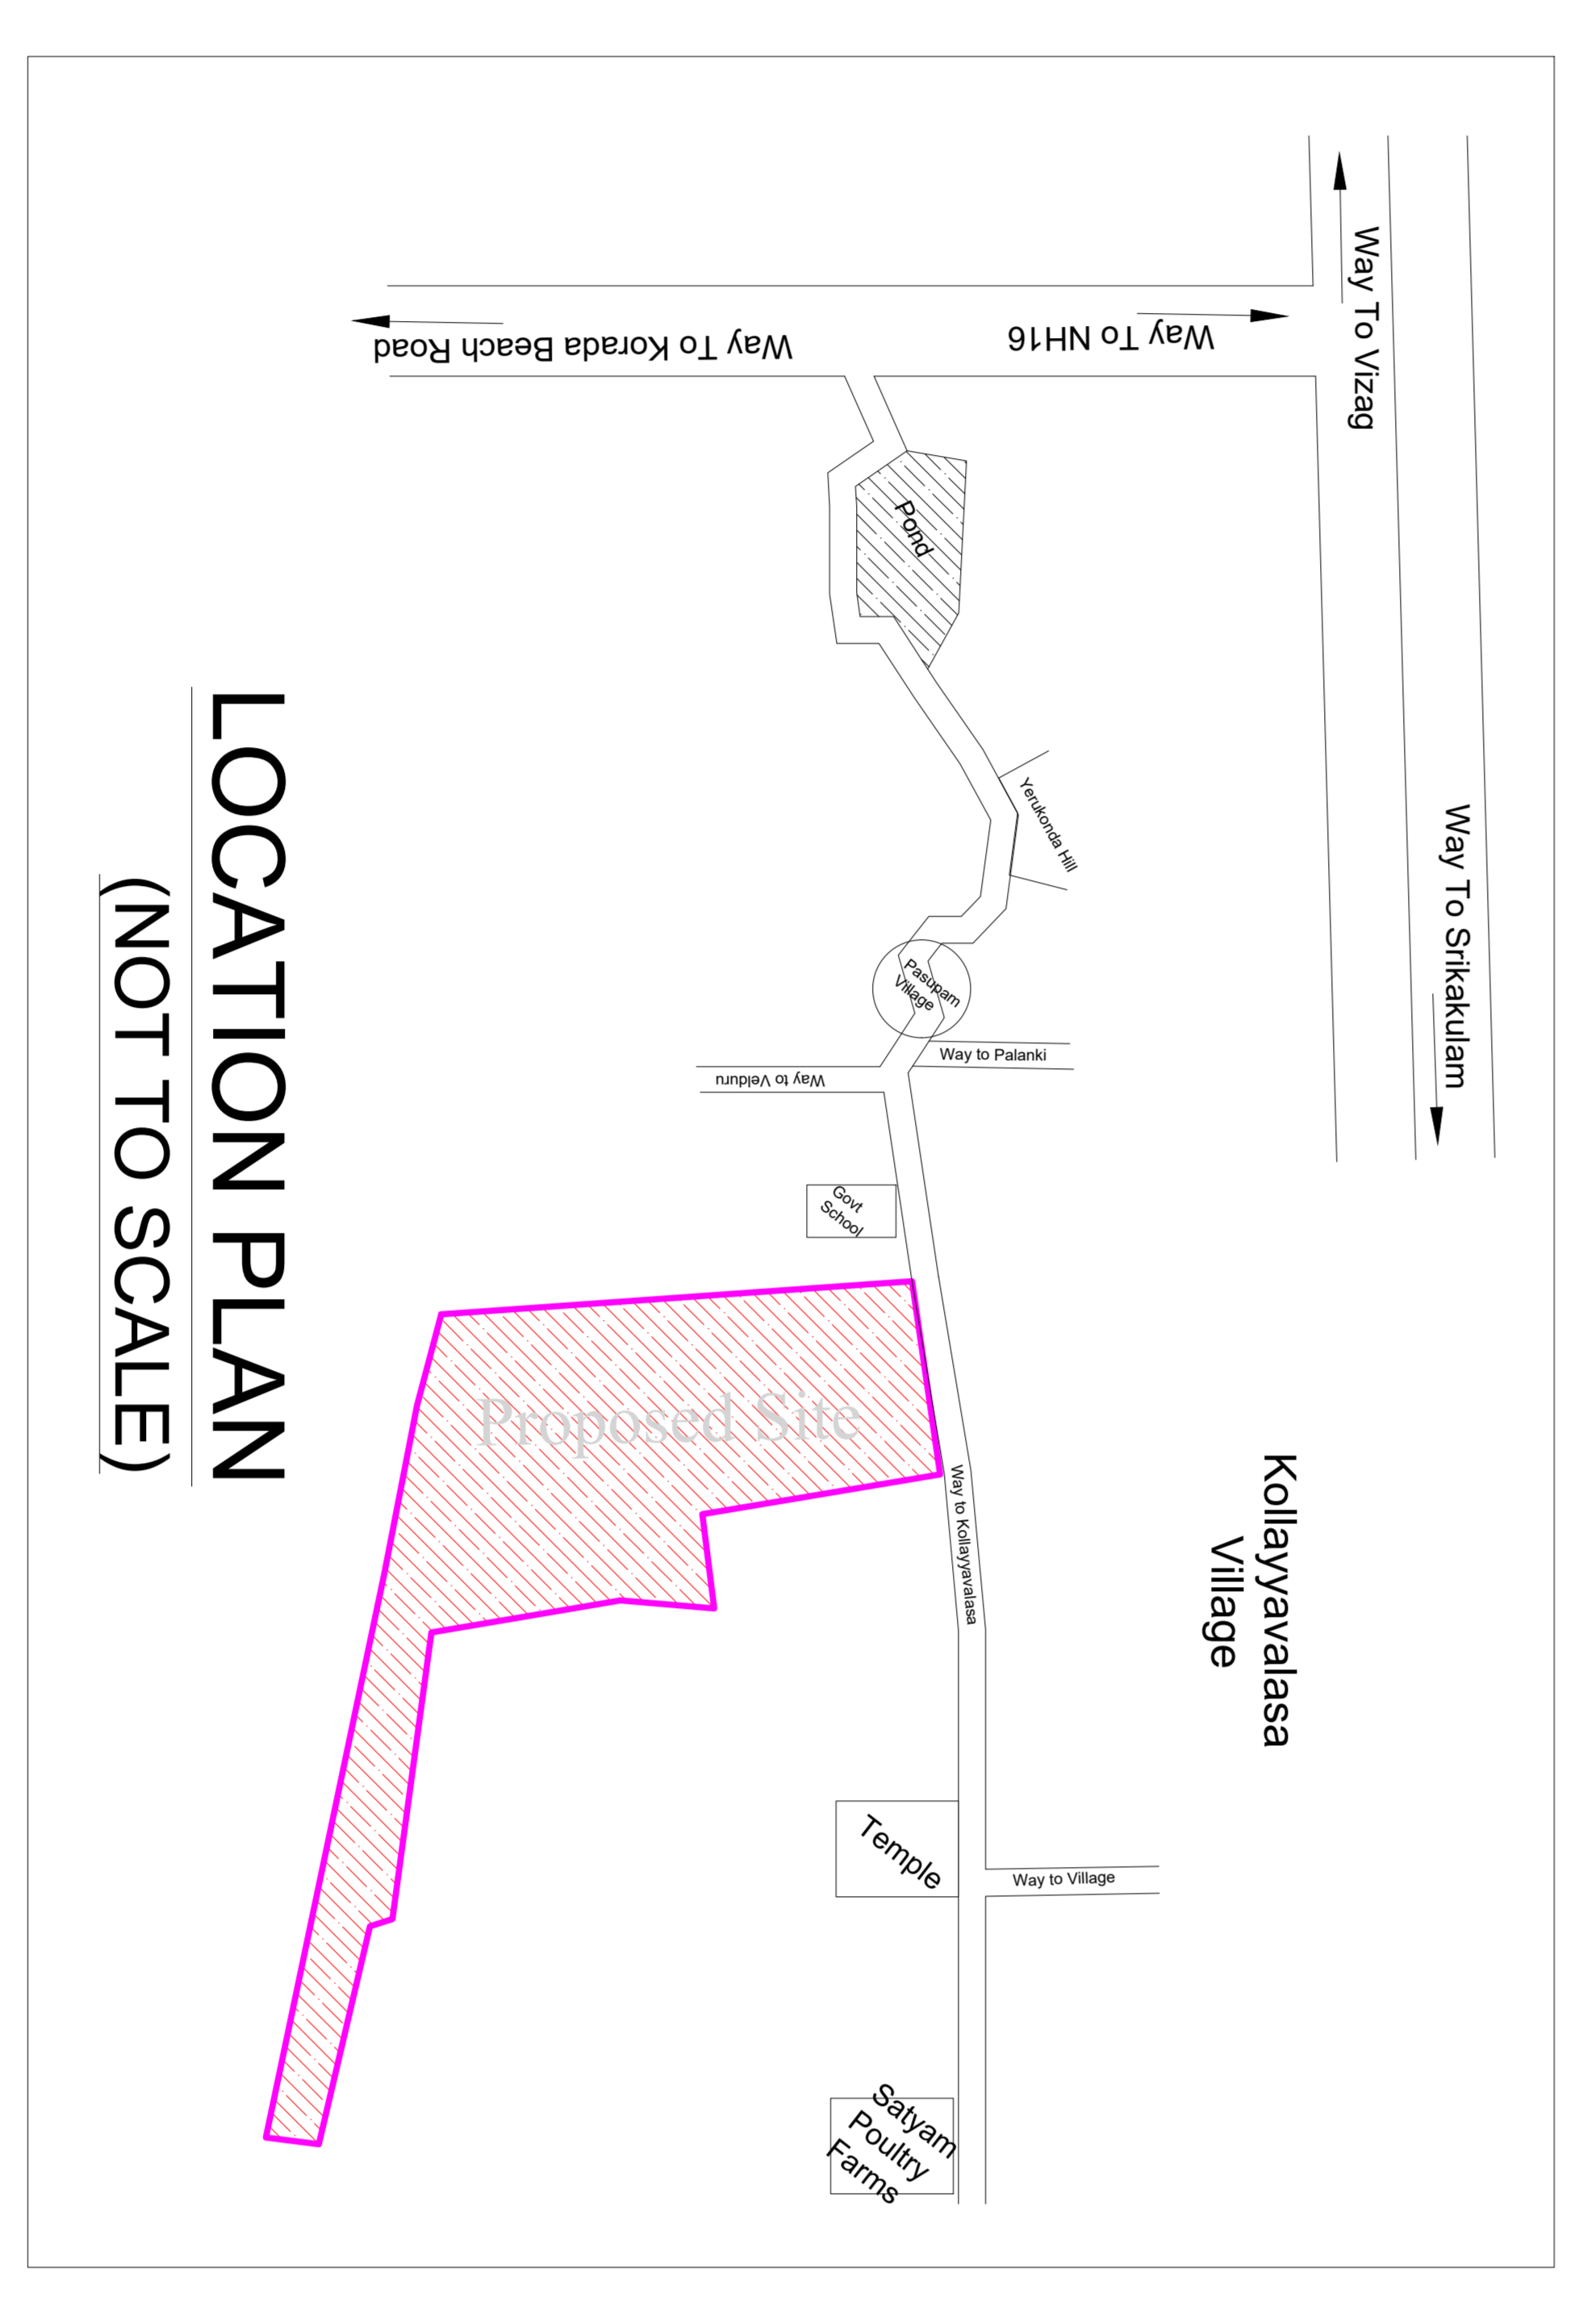 Way To Vizag
Way To Srikakulam
Way To NH16
Way To Korada Beach Road
Pond
Yerukonda Hill
Pasupam
Village
Way to Palanki
Way to Velduru
Govt
School
Proposed Site
Way to Kollayyavalasa
Kollayyavalasa
Village
Temple
Way to Village
Satyam
Poultry
Farms
LOCATION PLAN
(NOT TO SCALE)